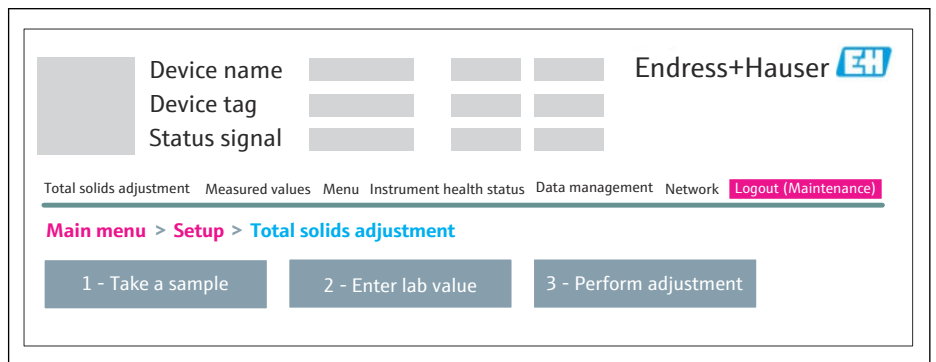 Device name
Endress+Hauser EH
Device tag
Status signal
Total solids adjustment Measured values Menu Instrument health status Data management Network Logout (Maintenance)
Main menu > Setup > Total solids adjustment
1 - Take a sample 2 - Enter lab value 3 - Perform adjustment